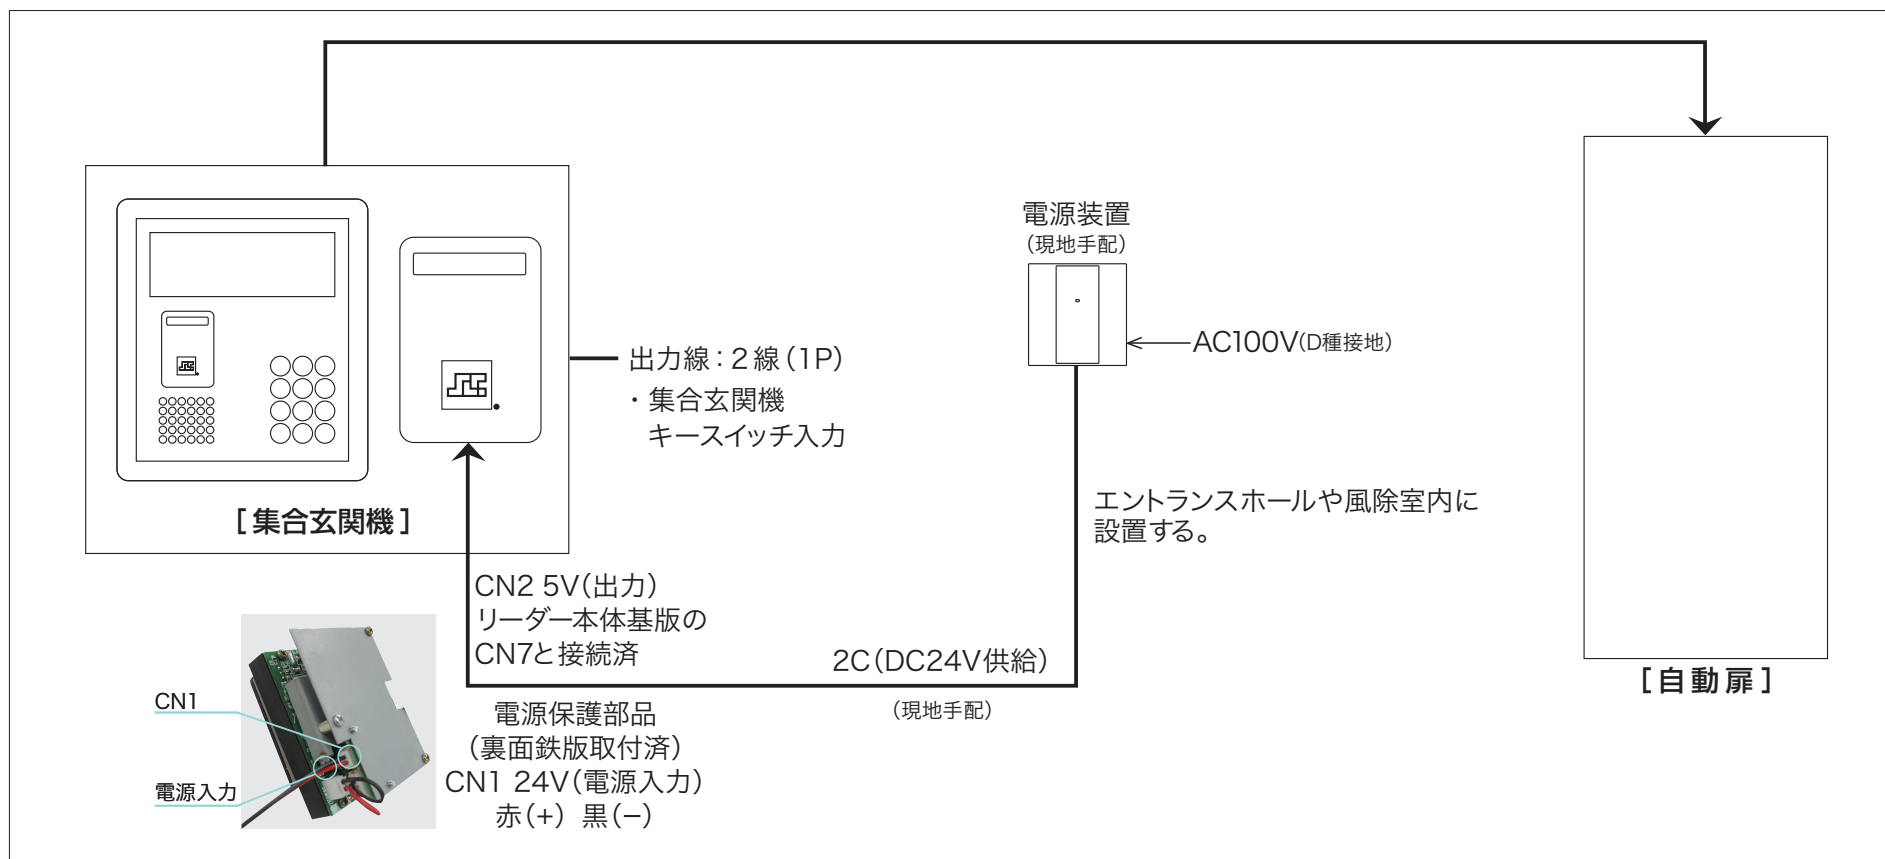 電源装置
（現地手配）
AC100V(D種接地)
出力線：2線（1P）
・集合玄関機
キースイッチ入力
[集合玄関機]
エントランスホールや風除室内に
設置する。
CN2 5V（出力）
リーダー本体基版の
CN7と接続済
2C（DC24V供給）
（現地手配）
[自動扉]
CN1
電源入力
電源保護部品
（裏面鉄版取付済）
CN1 24V（電源入力）
赤(+) 黒(−)